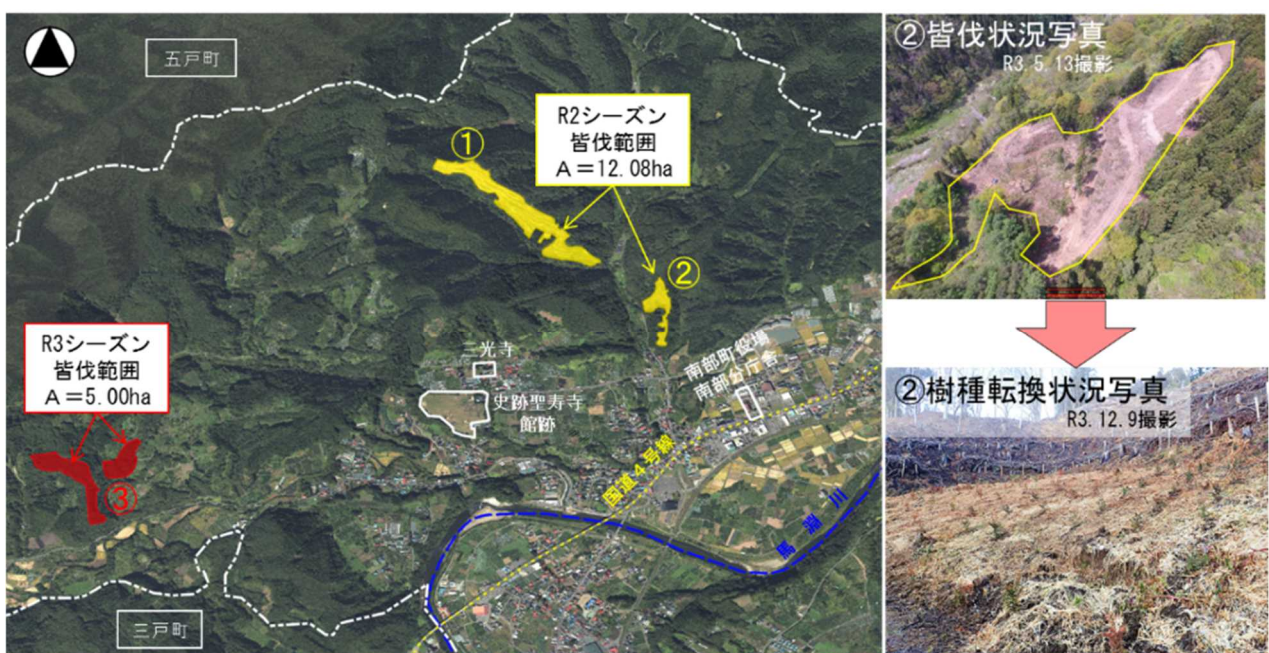 五戸町
①
R2シーズン
皆伐範囲
A=12.08ha
②
R3シーズン
皆伐範囲
A=5.00ha
③
三光寺
史跡聖寿寺
館跡
南部町役場
南部分庁舎
国道4号線
馬淵川
三戸町
②皆伐状況写真
R3.5.13撮影
②樹種転換状況写真
R3.12.9撮影